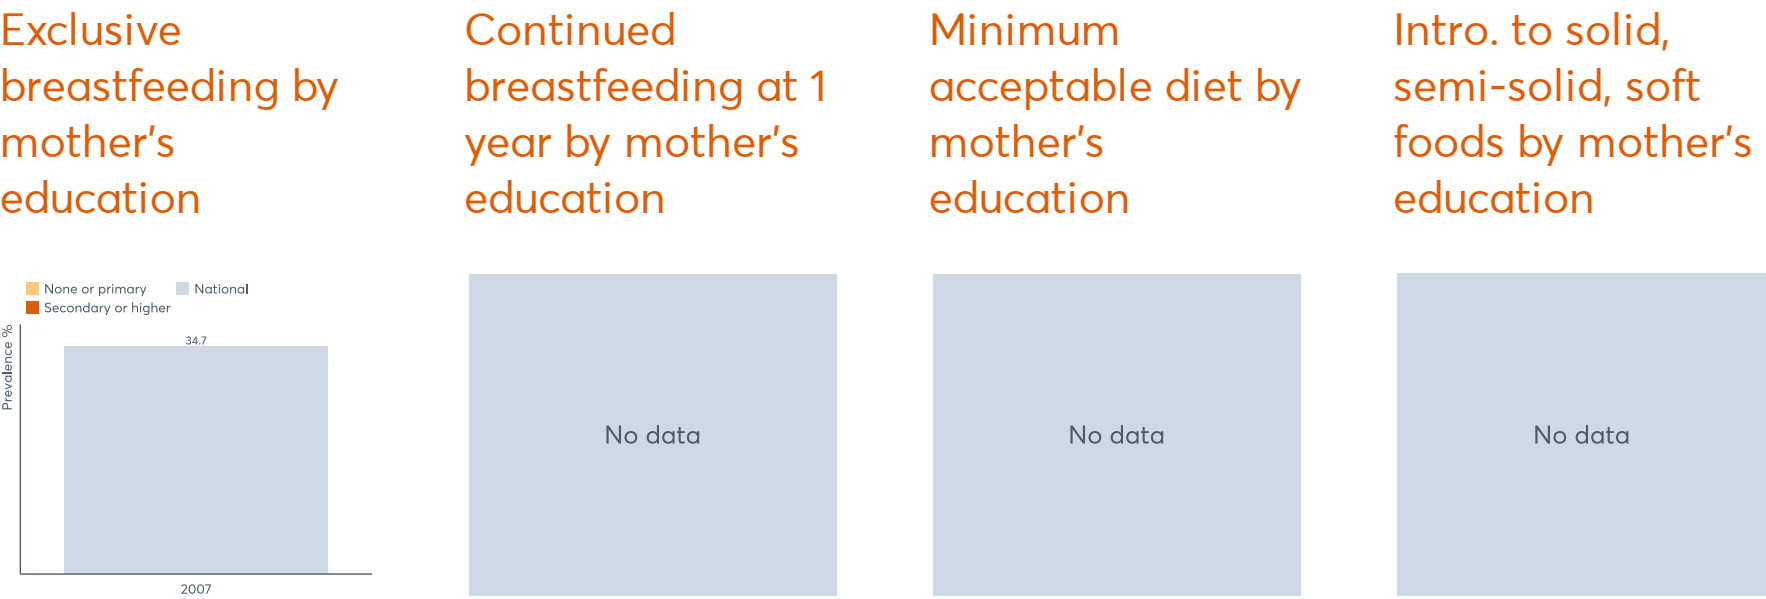 Exclusive
breastfeeding by
mother's
education
Continued
breastfeeding at 1
year by mother's
education
Minimum
acceptable diet by
mother's
education
Intro. to solid,
semi-solid, soft
foods by mother's
education
None or primary
National
Secondary or higher
Prevalence %
34.7
2007
No data
No data
No data